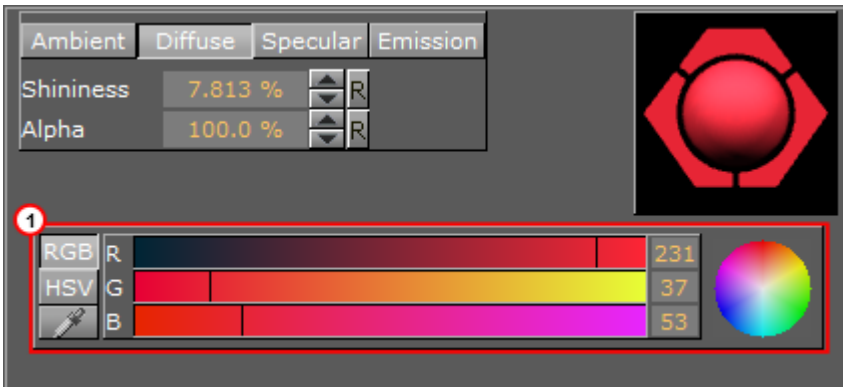 Ambient Diffuse Specular Emission
Shininess 7.813 % R
Alpha 100.0 % R
1
RGB R 231
HSV G 37
B 53